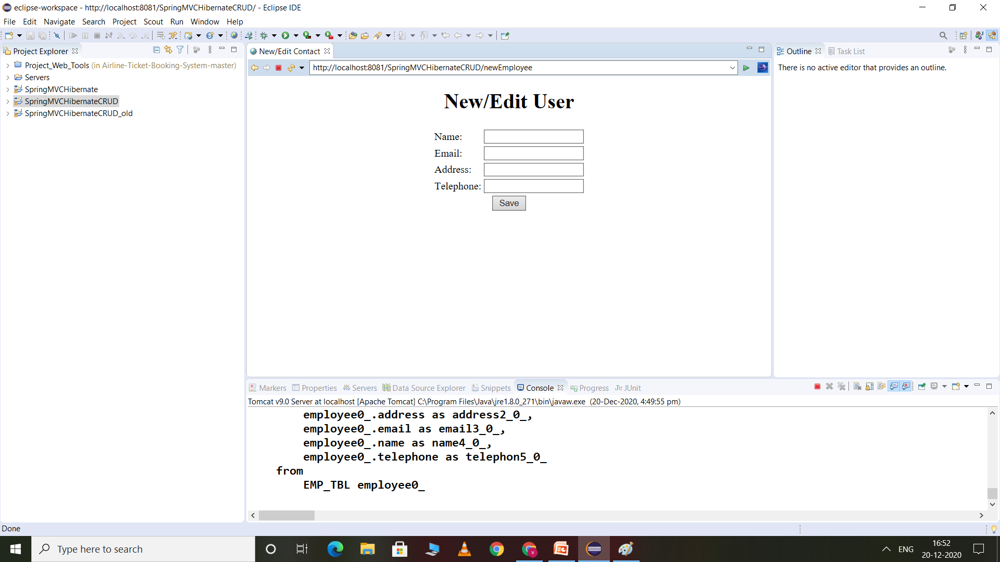 eclipse-workspace - http://localhost:8081/SpringMVCHibernateCRUD/ - Eclipse IDE
File Edit Navigate Search Project Scout Run Window Help
Project Explorer
Project_Web_Tools (in Airline-Ticket-Booking-System-master)
Servers
SpringMVCHibernate
SpringMVCHibernateCRUD
SpringMVCHibernateCRUD_old
New/Edit Contact
http://localhost:8081/SpringMVCHibernateCRUD/newEmployee
New/Edit User
Name:
Email:
Address:
Telephone:
Save
Outline Task List
There is no active editor that provides an outline.
Markers Properties Servers Data Source Explorer Snippets Console Progress Ju JUnit
Tomcat v9.0 Server at localhost [Apache Tomcat] C:\Program Files\Java\jre1.8.0_271\bin\javaw.exe (20-Dec-2020, 4:49:55 pm)
employee0_.address as address2_0_,
employee0_.email as email3_0_,
employee0_.name as name4_0_,
employee0_.telephone as telephon5_0_
from
EMP_TBL employee0_
Done
Type here to search
ENG
16:52
20-12-2020